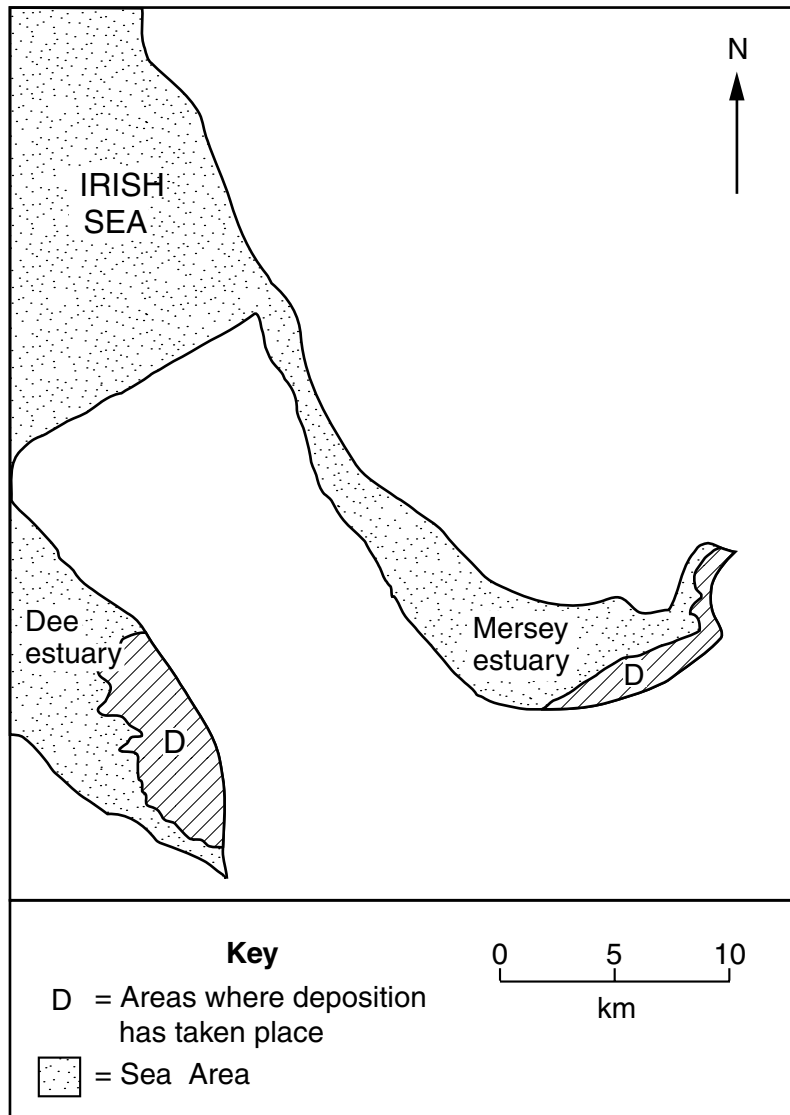 N
IRISH
SEA
Dee
estuary
Mersey
estuary
D
D
Key
D = Areas where deposition
has taken place
= Sea Area
0 5 10
km